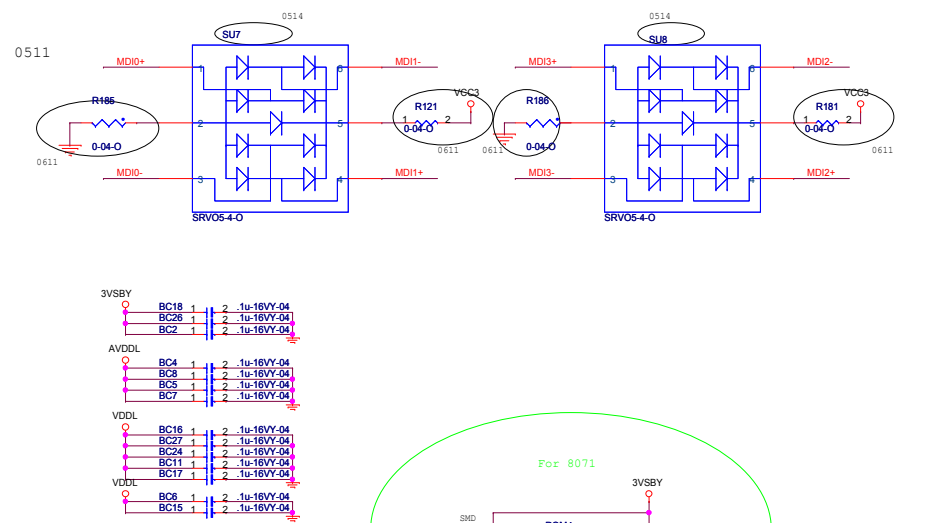 0514
0514
SU7
SU8
0511
MDI0+
1
6
MDI1-
MDI3+
1
6
MDI2-
R185
R121
VCC3
R186
R181
VCC3
2
5
1
2
2
5
1
2
0-04-O
0-04-O
0-04-O
0-04-O
0611
0611
0611
0611
MDI0-
3
4
MDI1+
MDI3-
3
4
MDI2+
SRVO5-4-O
SRVO5-4-O
3VSBY
BC18 1 2 .1u-16VY-04
BC26 1 2 .1u-16VY-04
BC2 1 2 .1u-16VY-04
AVDDL
BC4 1 2 .1u-16VY-04
BC8 1 2 .1u-16VY-04
BC5 1 2 .1u-16VY-04
BC7 1 2 .1u-16VY-04
VDDL
BC16 1 2 .1u-16VY-04
BC27 1 2 .1u-16VY-04
BC24 1 2 .1u-16VY-04
BC11 1 2 .1u-16VY-04
BC17 1 2 .1u-16VY-04
VDDL
BC6 1 2 .1u-16VY-04
BC15 1 2 .1u-16VY-04
For 8071
3VSBY
SMD